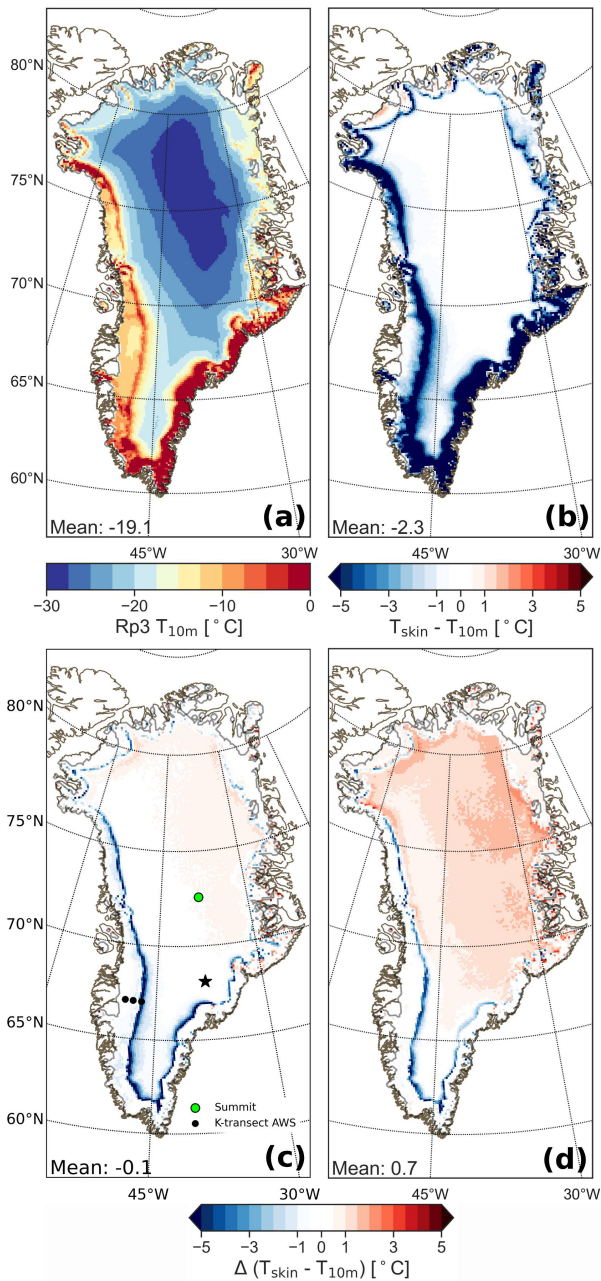 80°N
75°N
70°N
65°N
60°N
Mean: -19.1
(a)
Mean: -2.3
(b)
45°W
30°W
45°W
30°W
−30
−20
−10
0
Rp3 T10m [°C]
−5
−3
−1
0
1
3
5
Tskin - T10m [°C]
80°N
75°N
70°N
65°N
60°N
Summit
K-transect AWS
Mean: -0.1
(c)
Mean: 0.7
(d)
45°W
30°W
45°W
30°W
−5
−3
−1
0
1
3
5
Δ (Tskin - T10m) [°C]